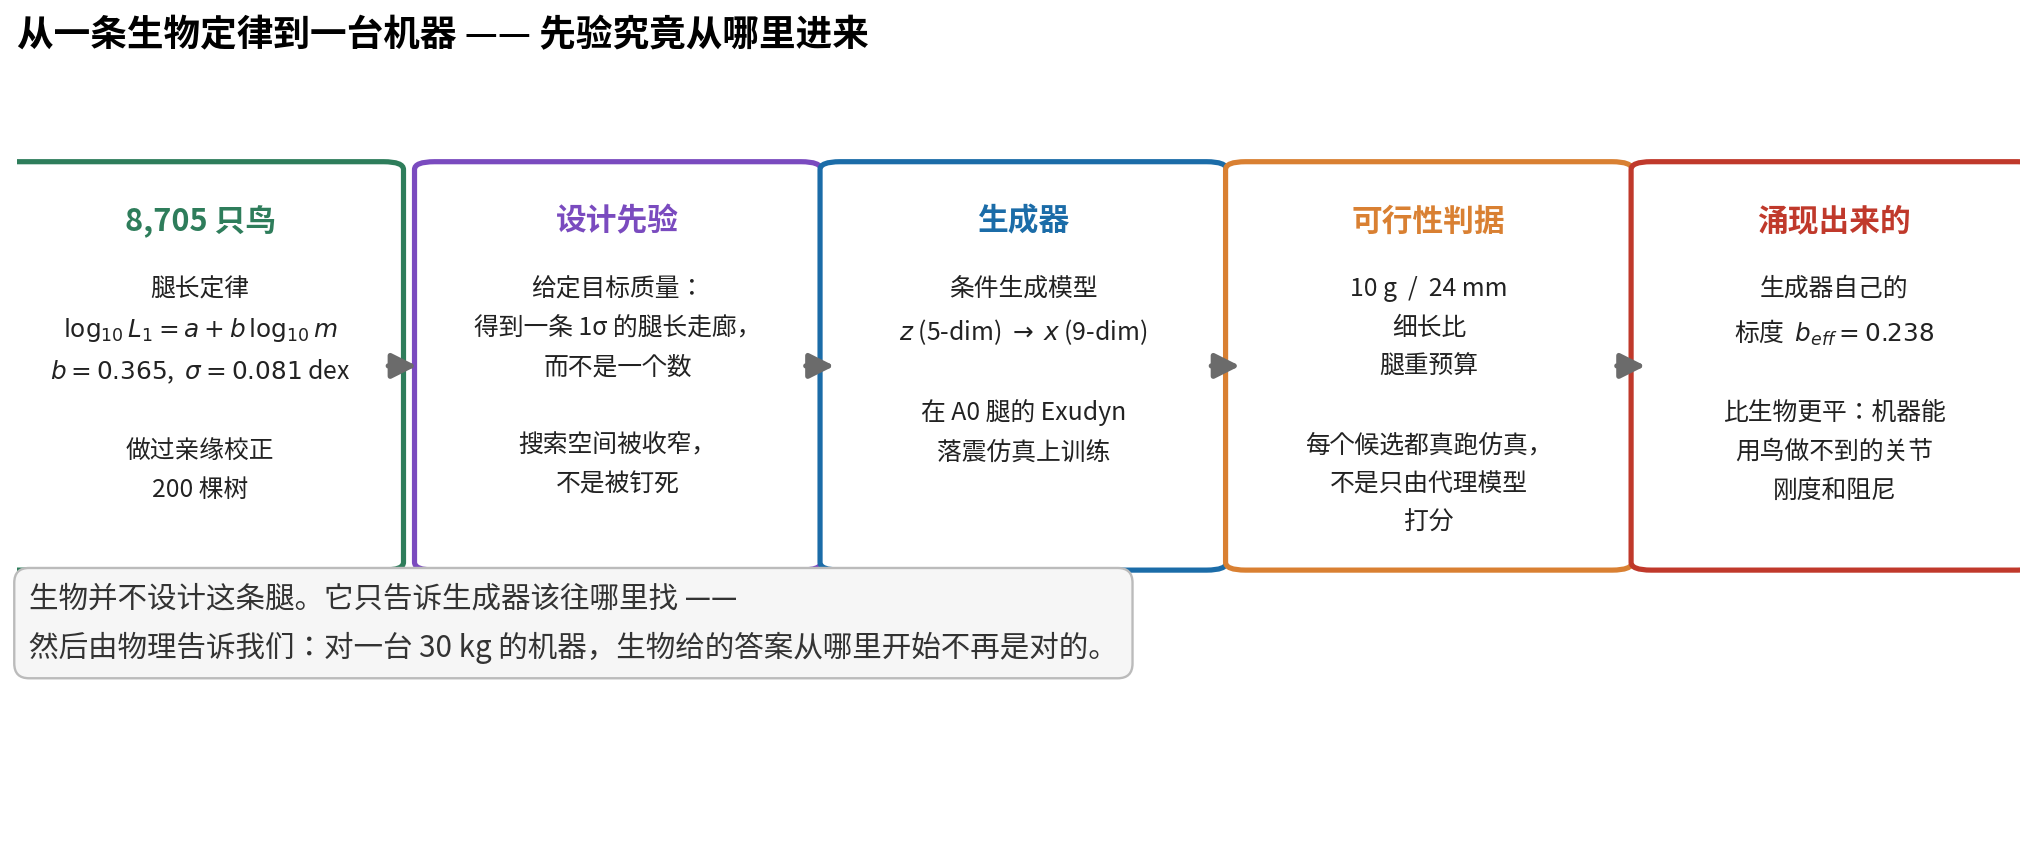 从一条生物定律到一台机器 —— 先验究竟从哪里进来
8,705 只鸟
腿长定律
log₁₀ L₁ = a + b log₁₀ m
b = 0.365, σ = 0.081 dex
做过亲缘校正
200 棵树
设计先验
给定目标质量：
得到一条 1σ 的腿长走廊，
而不是一个数
搜索空间被收窄，
不是被钉死
生成器
条件生成模型
z (5-dim) → x (9-dim)
在 A0 腿的 Exudyn
落震仿真上训练
可行性判据
10 g / 24 mm
细长比
腿重预算
每个候选都真跑仿真，
不是只由代理模型
打分
涌现出来的
生成器自己的
标度 b_eff = 0.238
比生物更平：机器能
用鸟做不到的关节
刚度和阻尼
生物并不设计这条腿。它只告诉生成器该往哪里找 ——
然后由物理告诉我们：对一台 30 kg 的机器，生物给的答案从哪里开始不再是对的。